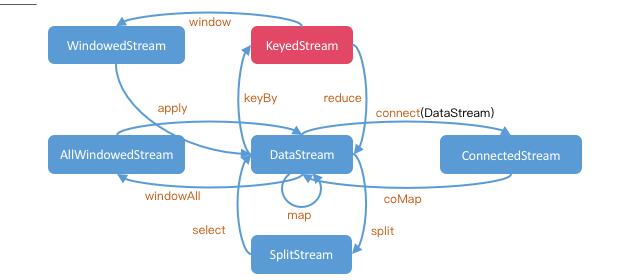 window
WindowedStream
KeyedStream
keyBy
reduce
apply
connect(DataStream)
AllWindowedStream
DataStream
ConnectedStream
windowAll
coMap
map
select
split
SplitStream